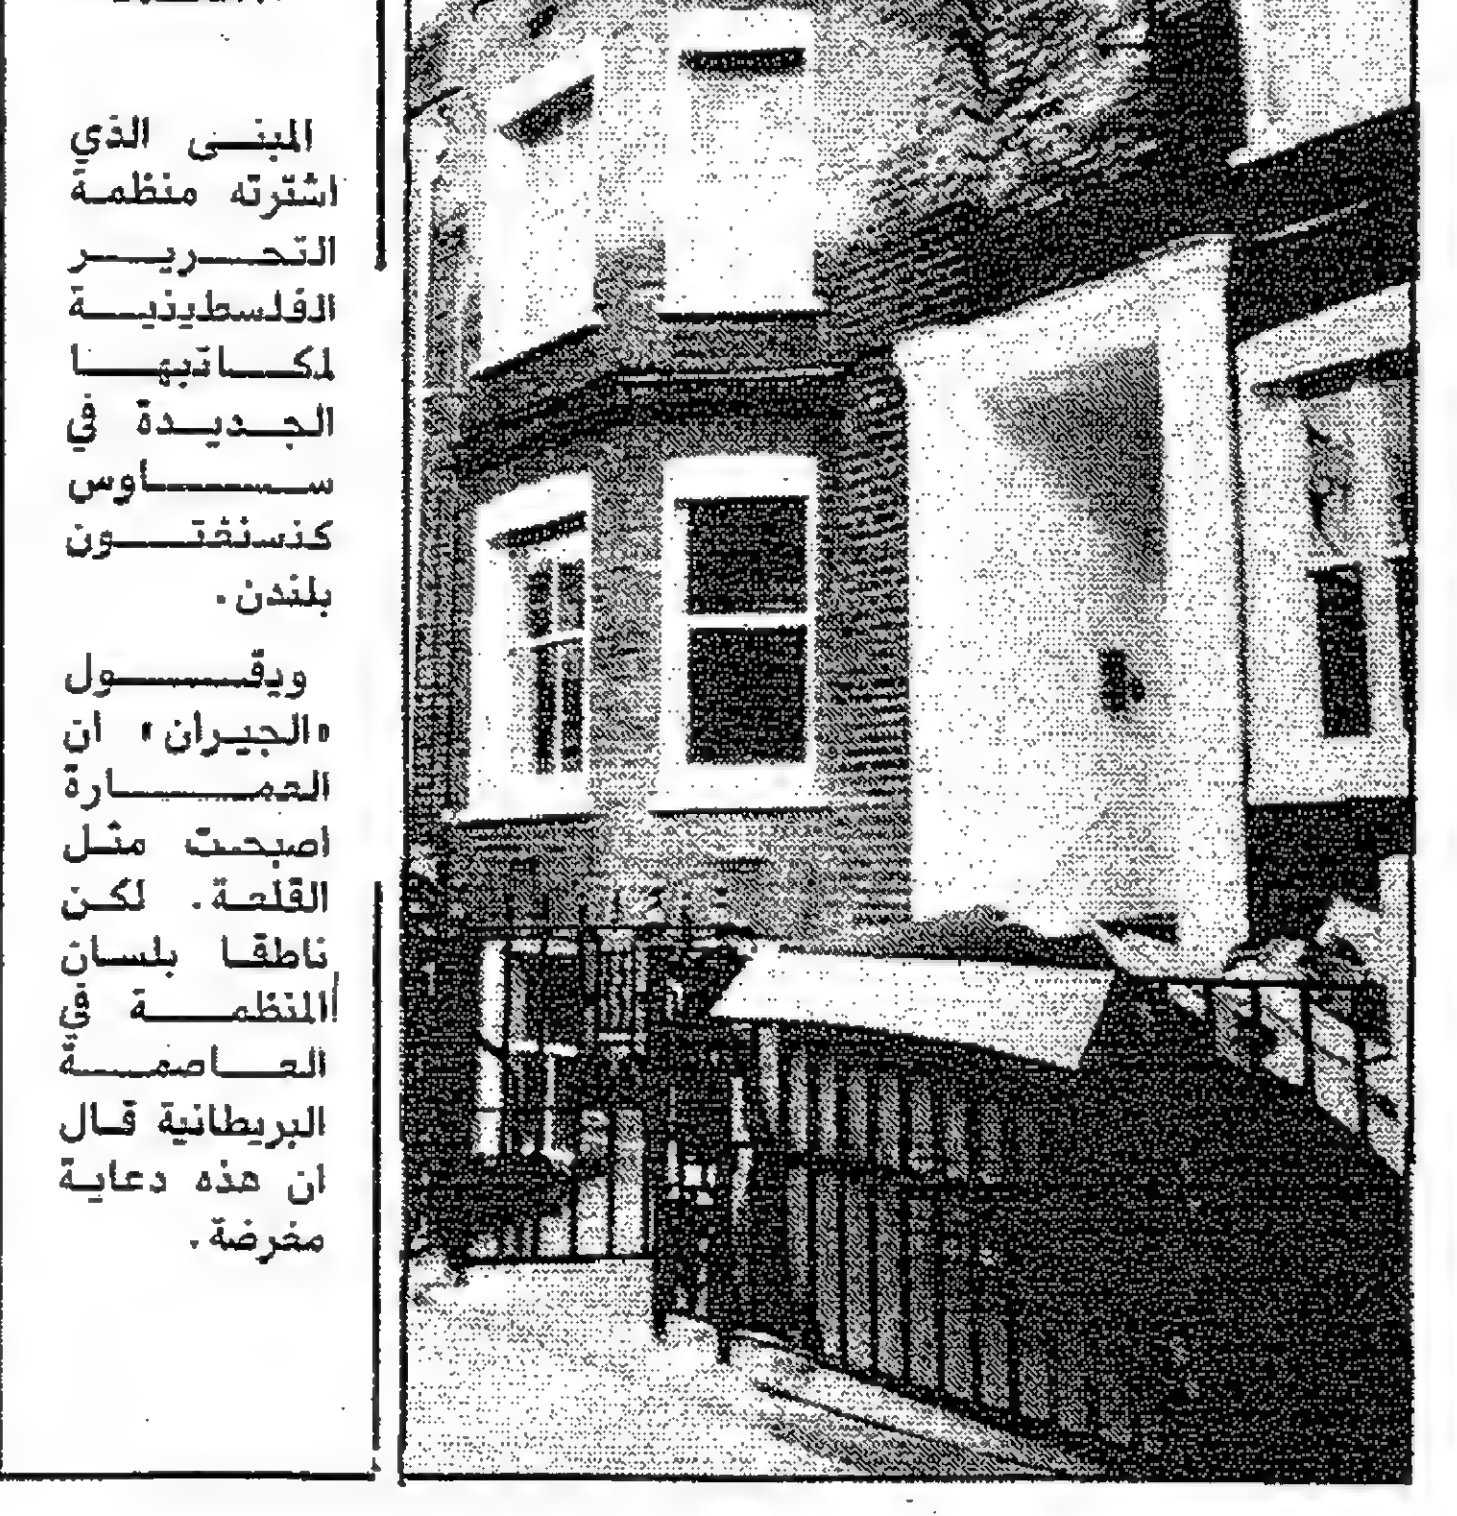 المبنى الذي
اشترته منظمة
التحرير
الفلسطينية
لمكاتبها
الجديدة في
ساوس
كنسنغتون
بلندن.
ويقول
«الجيران» ان
العمارة
اصبحت مثل
القلعة. لكن
ناطقا بلسان
المنظمة في
العاصمة
البريطانية قال
ان هذه دعاية
مغرضة.